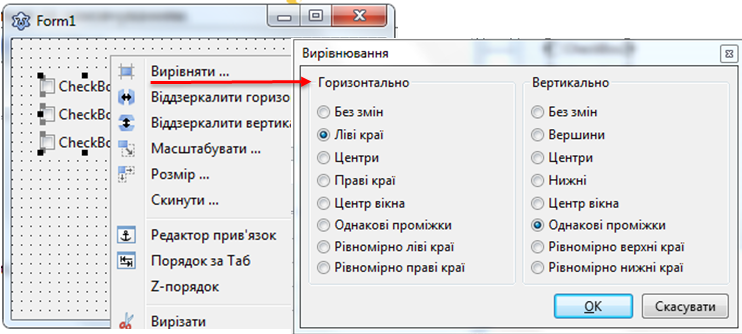 Form1
CheckBo
CheckBo
CheckBo
Вирівняти ...
Віддзеркалити горизо
Віддзеркалити вертика
Масштабувати ...
Розмір ...
Скинути ...
Редактор прив'язок
Порядок за Таб
Z-порядок
Вирізати
Вирівнювання
Горизонтально
Без змін
Ліві краї
Центри
Праві краї
Центр вікна
Однакові проміжки
Рівномірно ліві краї
Рівномірно праві краї
Вертикально
Без змін
Вершини
Центри
Нижні
Центр вікна
Однакові проміжки
Рівномірно верхні краї
Рівномірно нижні краї
OK
Скасувати